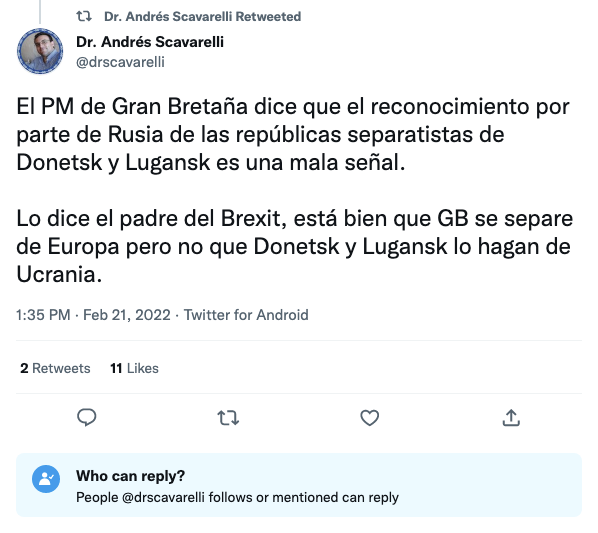 Dr. Andrés Scavarelli Retweeted
Dr. Andrés Scavarelli
@drscavarelli
El PM de Gran Bretaña dice que el reconocimiento por
parte de Rusia de las repúblicas separatistas de
Donetsk y Lugansk es una mala señal.
Lo dice el padre del Brexit, está bien que GB se separe
de Europa pero no que Donetsk y Lugansk lo hagan de
Ucrania.
1:35 PM · Feb 21, 2022 · Twitter for Android
2 Retweets 11 Likes
Who can reply?
People @drscavarelli follows or mentioned can reply